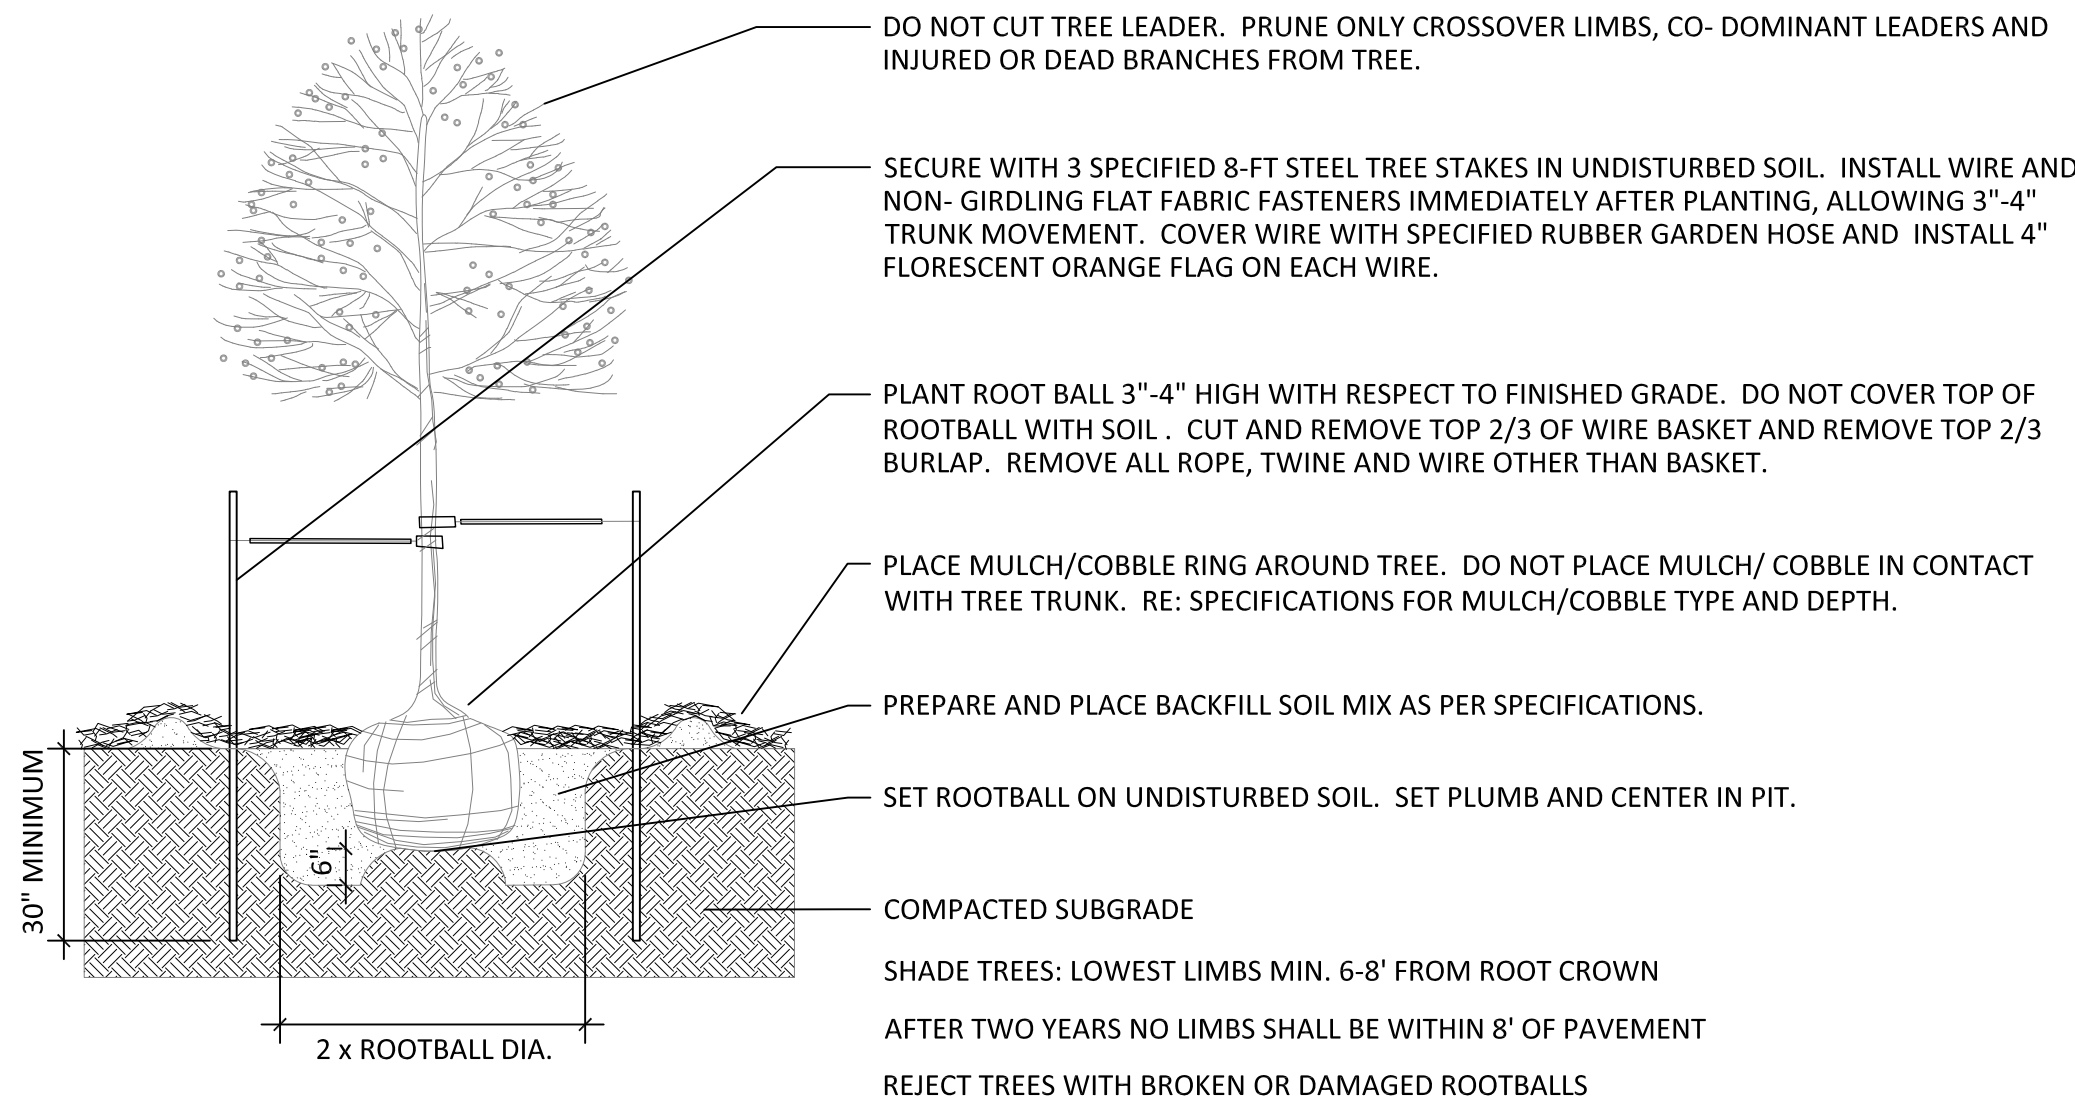 DO NOT CUT TREE LEADER.  PRUNE ONLY CROSSOVER LIMBS, CO- DOMINANT LEADERS AND
INJURED OR DEAD BRANCHES FROM TREE.
SECURE WITH 3 SPECIFIED 8-FT STEEL TREE STAKES IN UNDISTURBED SOIL.  INSTALL WIRE AND
NON- GIRDLING FLAT FABRIC FASTENERS IMMEDIATELY AFTER PLANTING, ALLOWING 3"-4"
TRUNK MOVEMENT.  COVER WIRE WITH SPECIFIED RUBBER GARDEN HOSE AND  INSTALL 4"
FLORESCENT ORANGE FLAG ON EACH WIRE.
PLANT ROOT BALL 3"-4" HIGH WITH RESPECT TO FINISHED GRADE.  DO NOT COVER TOP OF
ROOTBALL WITH SOIL .  CUT AND REMOVE TOP 2/3 OF WIRE BASKET AND REMOVE TOP 2/3
BURLAP.  REMOVE ALL ROPE, TWINE AND WIRE OTHER THAN BASKET.
PLACE MULCH/COBBLE RING AROUND TREE.  DO NOT PLACE MULCH/ COBBLE IN CONTACT
WITH TREE TRUNK.  RE: SPECIFICATIONS FOR MULCH/COBBLE TYPE AND DEPTH.
PREPARE AND PLACE BACKFILL SOIL MIX AS PER SPECIFICATIONS.
SET ROOTBALL ON UNDISTURBED SOIL.  SET PLUMB AND CENTER IN PIT.
COMPACTED SUBGRADE
SHADE TREES: LOWEST LIMBS MIN. 6-8' FROM ROOT CROWN
AFTER TWO YEARS NO LIMBS SHALL BE WITHIN 8' OF PAVEMENT
REJECT TREES WITH BROKEN OR DAMAGED ROOTBALLS
30" MINIMUM
6"
2 x ROOTBALL DIA.